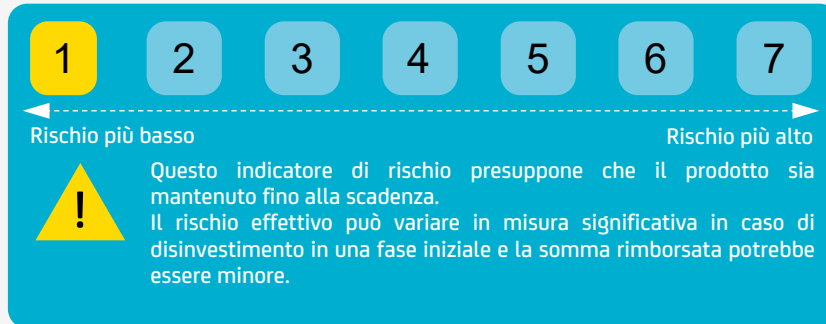 1 2 3 4 5 6 7
Rischio più basso Rischio più alto
!
Questo indicatore di rischio presuppone che il prodotto sia
mantenuto fino alla scadenza.
Il rischio effettivo può variare in misura significativa in caso di
disinvestimento in una fase iniziale e la somma rimborsata potrebbe
essere minore.